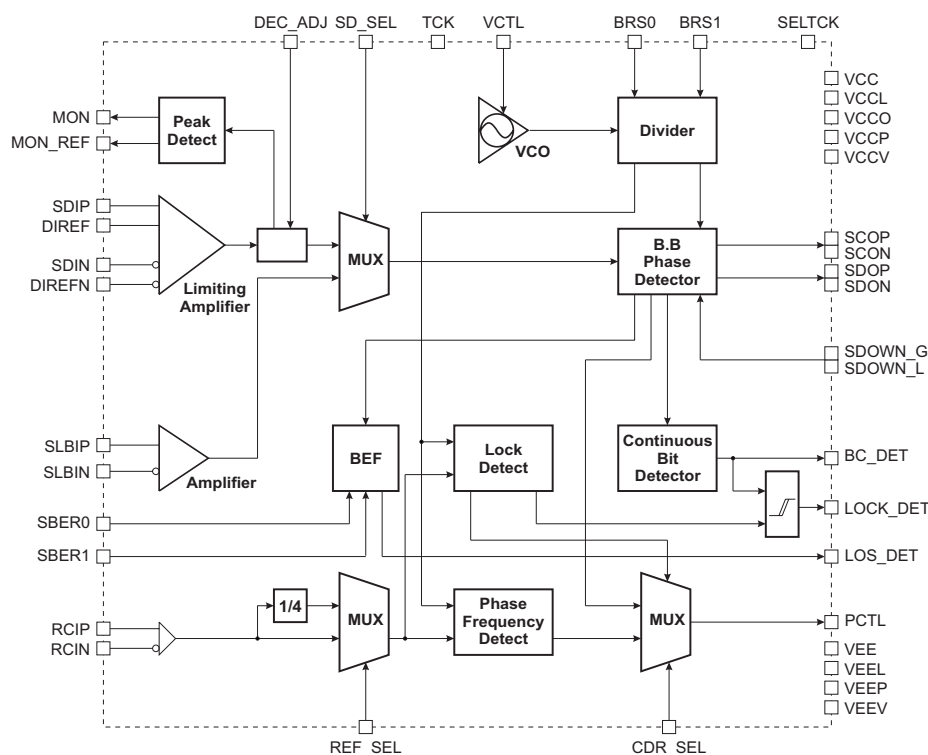 DEC_ADJ
SD_SEL
TCK
VCTL
BRS0
BRS1
SELTCK
VCC
VCCL
VCCO
VCCP
VCCV
MON
MON_REF
Peak
Detect
VCO
Divider
SDIP
DIREF
SDIN
DIREFN
Limiting
Amplifier
MUX
B.B
Phase
Detector
SCOP
SCON
SDOP
SDON
SDOWN_G
SDOWN_L
SLBIP
SLBIN
Amplifier
BEF
Lock
Detect
Continuous
Bit
Detector
BC_DET
LOCK_DET
LOS_DET
SBER0
SBER1
RCIP
RCIN
1/4
MUX
Phase
Frequency
Detect
MUX
PCTL
VEE
VEEL
VEEP
VEEV
REF_SEL
CDR_SEL